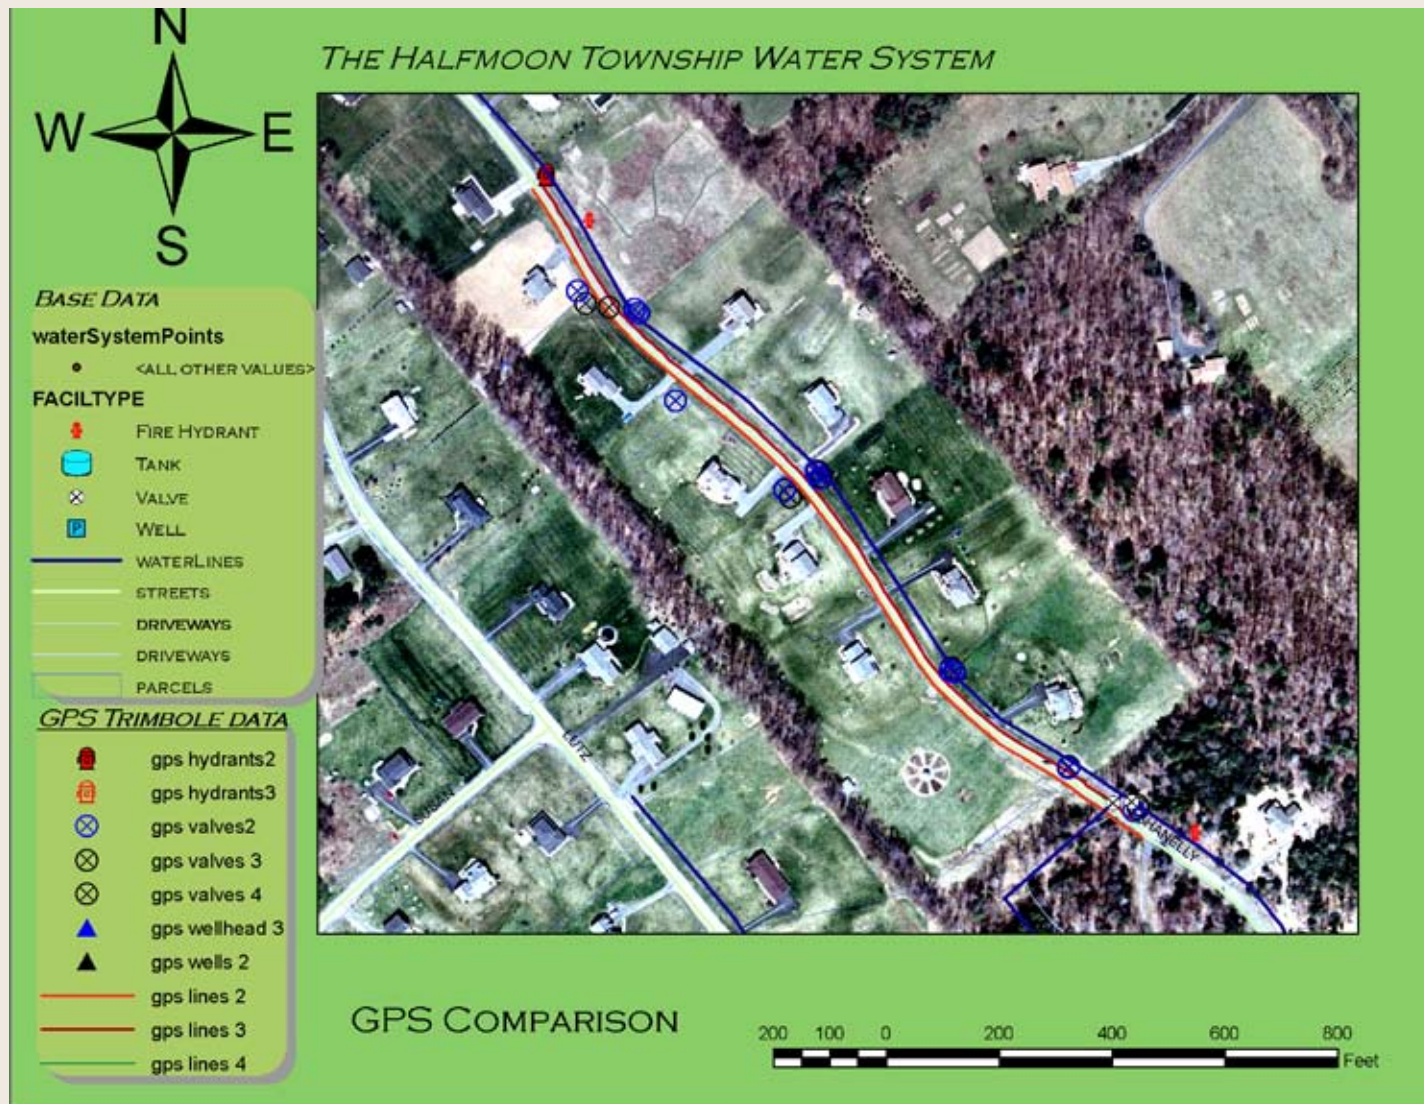 N
W E
S
THE HALFMOON TOWNSHIP WATER SYSTEM
BASE DATA
waterSystemPoints
<ALL OTHER VALUES>
FACILTYPE
FIRE HYDRANT
TANK
VALVE
P WELL
WATERLINES
STREETS
DRIVEWAYS
DRIVEWAYS
PARCELS
GPS TRIMBOLE DATA
gps hydrants2
gps hydrants3
gps valves2
gps valves 3
gps valves 4
gps wellhead 3
gps wells 2
gps lines 2
gps lines 3
gps lines 4
LUTZ
HANELLY
GPS COMPARISON
200 100 0 200 400 600 800
Feet